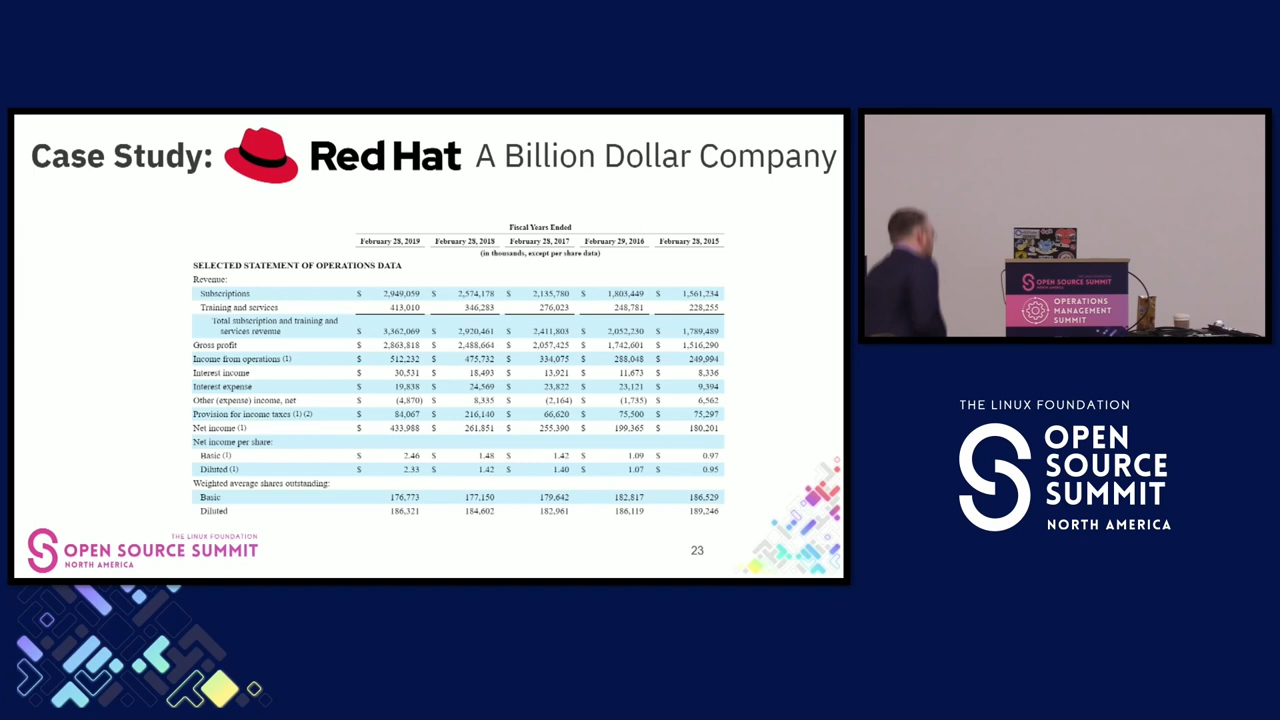 Case Study: Red Hat A Billion Dollar Company
Fiscal Years Ended
February 28, 2019 February 28, 2018 February 28, 2017 February 29, 2016 February 28, 2015
(in thousands, except per share data)
SELECTED STATEMENT OF OPERATIONS DATA
Revenue:
Subscriptions $ 2,949,059 $ 2,574,178 $ 2,135,780 $ 1,803,449 $ 1,561,234
Training and services 413,010 346,283 276,023 248,781 228,255
Total subscription and training and
services revenue $ 3,362,069 $ 2,920,461 $ 2,411,803 $ 2,052,230 $ 1,789,489
Gross profit $ 2,863,818 $ 2,488,664 $ 2,057,425 $ 1,742,601 $ 1,516,290
Income from operations (1) $ 512,232 $ 475,732 $ 334,075 $ 288,048 $ 249,994
Interest income $ 30,531 $ 18,493 $ 13,921 $ 11,673 $ 8,336
Interest expense $ 19,838 $ 24,569 $ 23,822 $ 23,121 $ 9,394
Other (expense) income, net $ (4,870) $ 8,335 $ (2,164) $ (1,735) $ 6,562
Provision for income taxes (1) (2) $ 84,067 $ 216,140 $ 66,620 $ 75,500 $ 75,297
Net income (1) $ 433,988 $ 261,851 $ 255,390 $ 199,365 $ 180,201
Net income per share:
Basic (1) $ 2.46 $ 1.48 $ 1.42 $ 1.09 $ 0.97
Diluted (1) $ 2.33 $ 1.42 $ 1.40 $ 1.07 $ 0.95
Weighted average shares outstanding:
Basic 176,773 177,150 179,642 182,817 186,529
Diluted 186,321 184,602 182,961 186,119 189,246
THE LINUX FOUNDATION
OPEN SOURCE SUMMIT
NORTH AMERICA
23
OPEN SOURCE SUMMIT
OPERATIONS
MANAGEMENT
SUMMIT
THE LINUX FOUNDATION
OPEN
SOURCE
SUMMIT
NORTH AMERICA